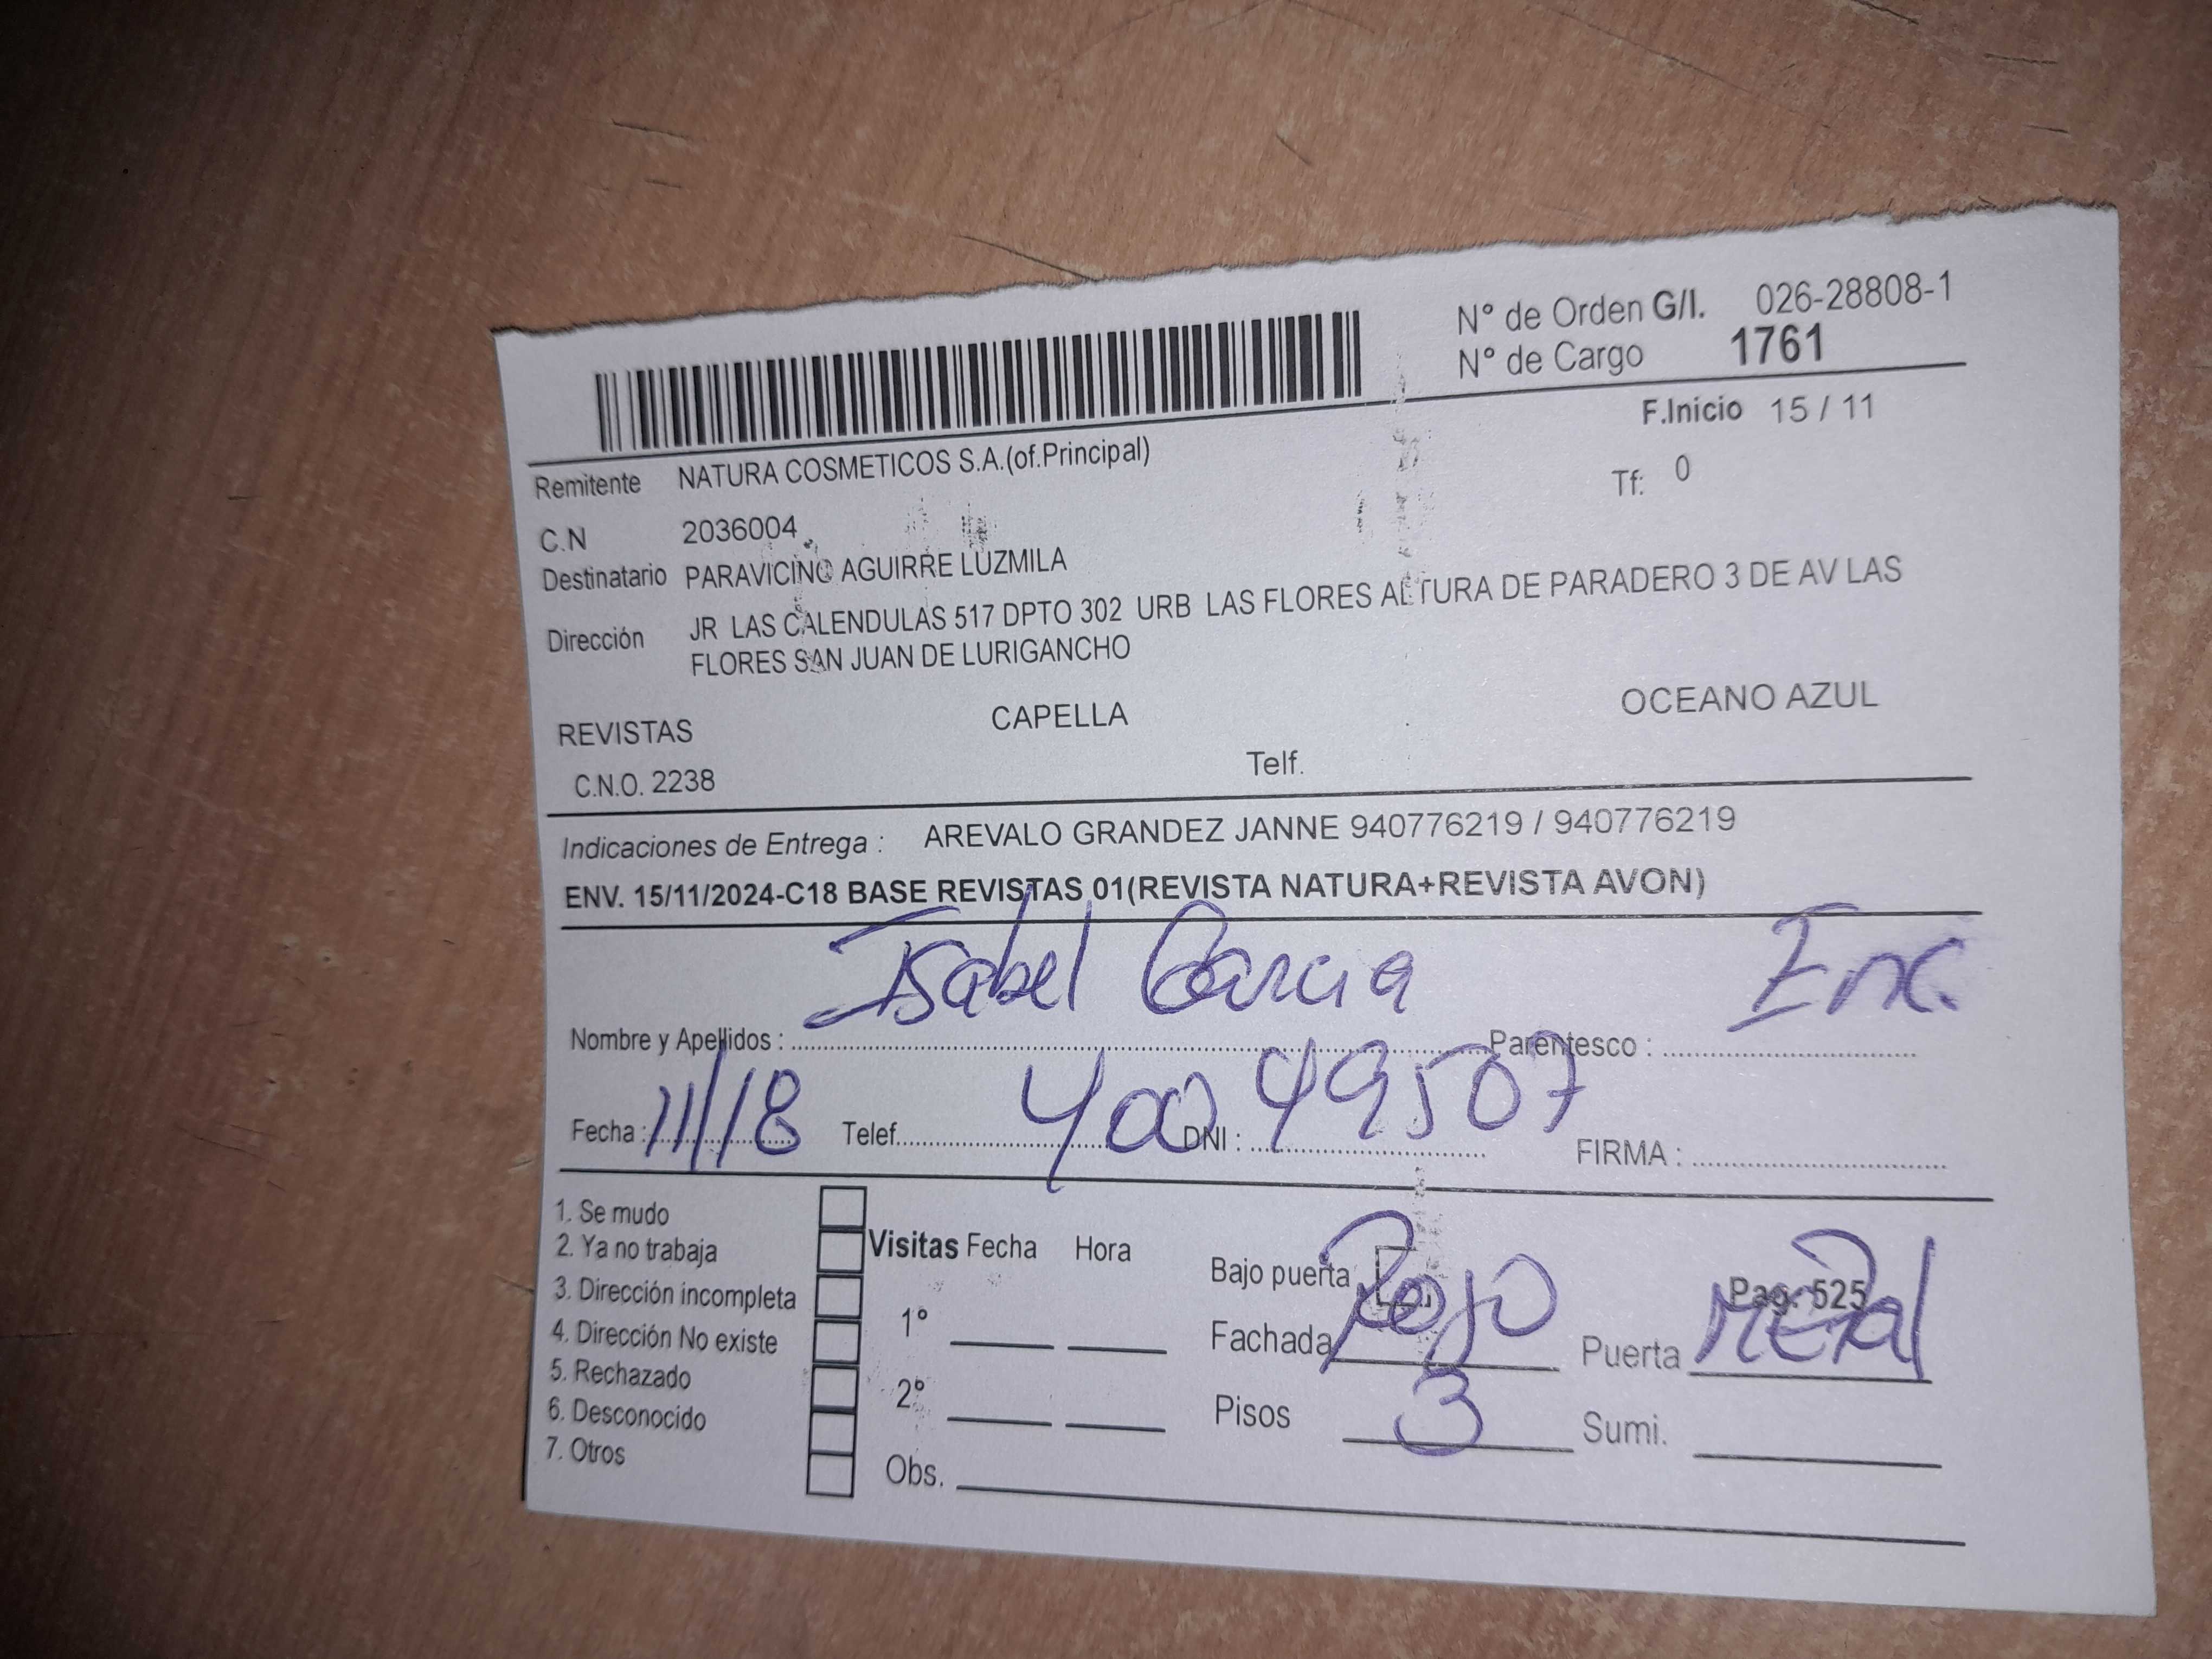 N° de Orden G/I. 026-28808-1
N° de Cargo 1761
F.Inicio 15 / 11
Remitente NATURA COSMETICOS S.A.(of.Principal)
Tf: 0
C.N 2036004
Destinatario PARAVICINO AGUIRRE LUZMILA
Dirección JR LAS CALENDULAS 517 DPTO 302 URB LAS FLORES ALTURA DE PARADERO 3 DE AV LAS
FLORES SAN JUAN DE LURIGANCHO
REVISTAS CAPELLA OCEANO AZUL
C.N.O. 2238 Telf.
Indicaciones de Entrega : AREVALO GRANDEZ JANNE 940776219 / 940776219
ENV. 15/11/2024-C18 BASE REVISTAS 01(REVISTA NATURA+REVISTA AVON)
Isabel Garcia Enc.
Nombre y Apellidos : Parentesco :
Fecha : 11/18 Telef. DNI : 40049507 FIRMA :
1. Se mudo
2. Ya no trabaja
3. Dirección incompleta
4. Dirección No existe
5. Rechazado
6. Desconocido
7. Otros
Visitas Fecha Hora
1°
2°
Obs.
Bajo puerta Pag. 525
Fachada Rojo Puerta metal
Pisos 3 Sumi.